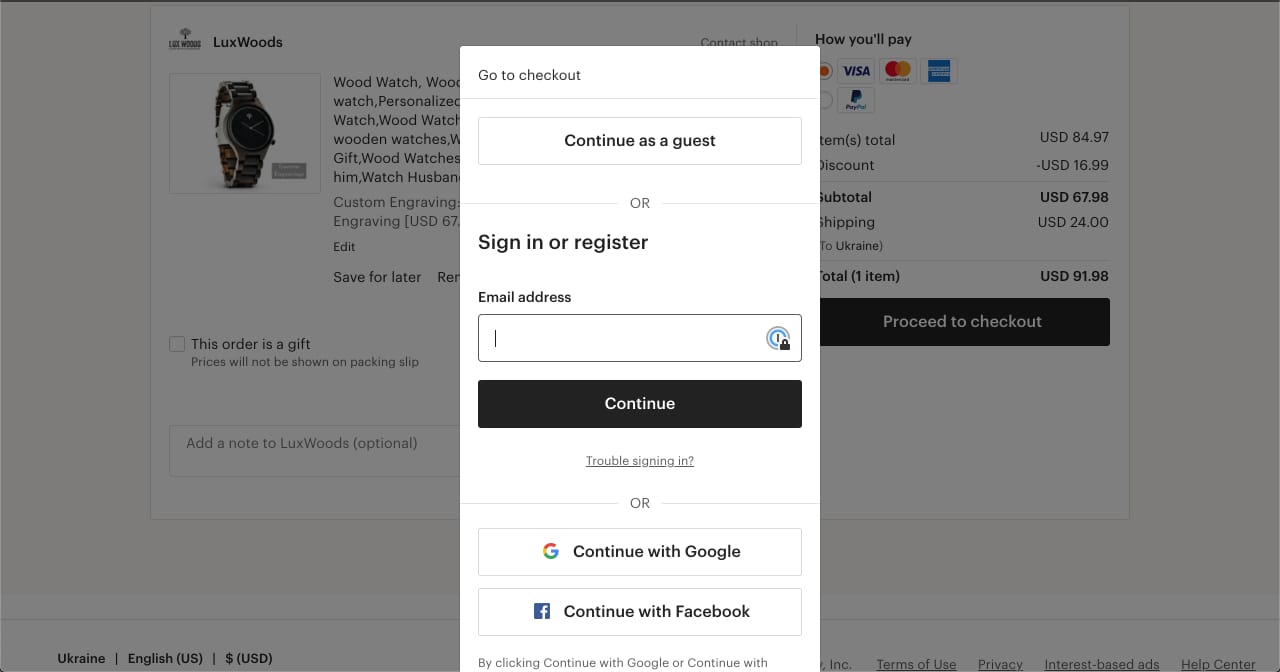 LUX WOODS
LuxWoods
Contact shop
Wood Watch, Wood
watch,Personalized
Watch,Wood Watch
wooden watches,W
Gift,Wood Watches
him,Watch Husban
Custom Engraving:
Engraving [USD 67.
Edit
Save for later Rer
This order is a gift
Prices will not be shown on packing slip
Add a note to LuxWoods (optional)
Go to checkout
Continue as a guest
OR
Sign in or register
Email address
Continue
Trouble signing in?
OR
Continue with Google
Continue with Facebook
By clicking Continue with Google or Continue with
How you'll pay
VISA mastercard
PayPal
tem(s) total USD 84.97
Discount -USD 16.99
Subtotal USD 67.98
Shipping USD 24.00
To Ukraine)
Total (1 item) USD 91.98
Proceed to checkout
Ukraine | English (US) | $ (USD)
y, Inc. Terms of Use Privacy Interest-based ads Help Center